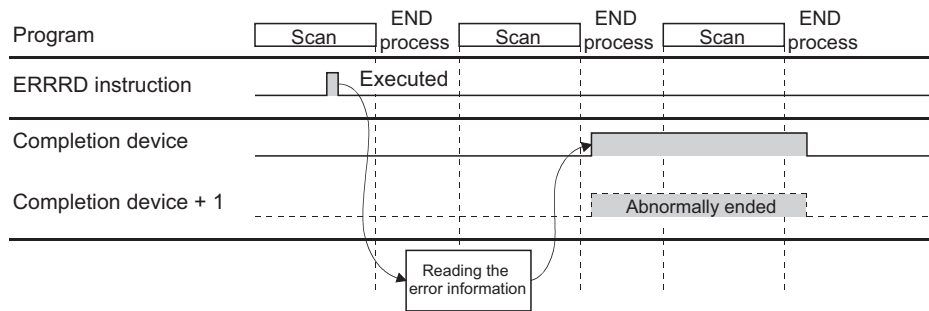 END END END
Program Scan process Scan process Scan process
ERRRD instruction Executed
Completion device
Completion device + 1 Abnormally ended
Reading the
error information